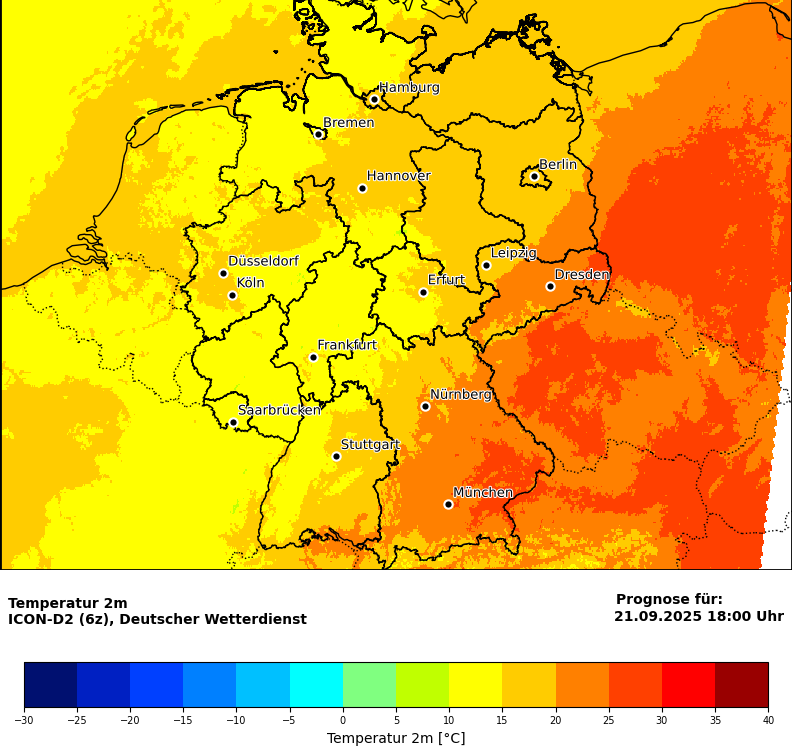 Hamburg
Bremen
Berlin
Hannover
Leipzig
Düsseldorf
Dresden
Köln
Erfurt
Frankfurt
Nürnberg
Saarbrücken
Stuttgart
München
Temperatur 2m
ICON-D2 (6z), Deutscher Wetterdienst
Prognose für:
21.09.2025 18:00 Uhr
−30 −25 −20 −15 −10 −5 0 5 10 15 20 25 30 35 40
Temperatur 2m [°C]